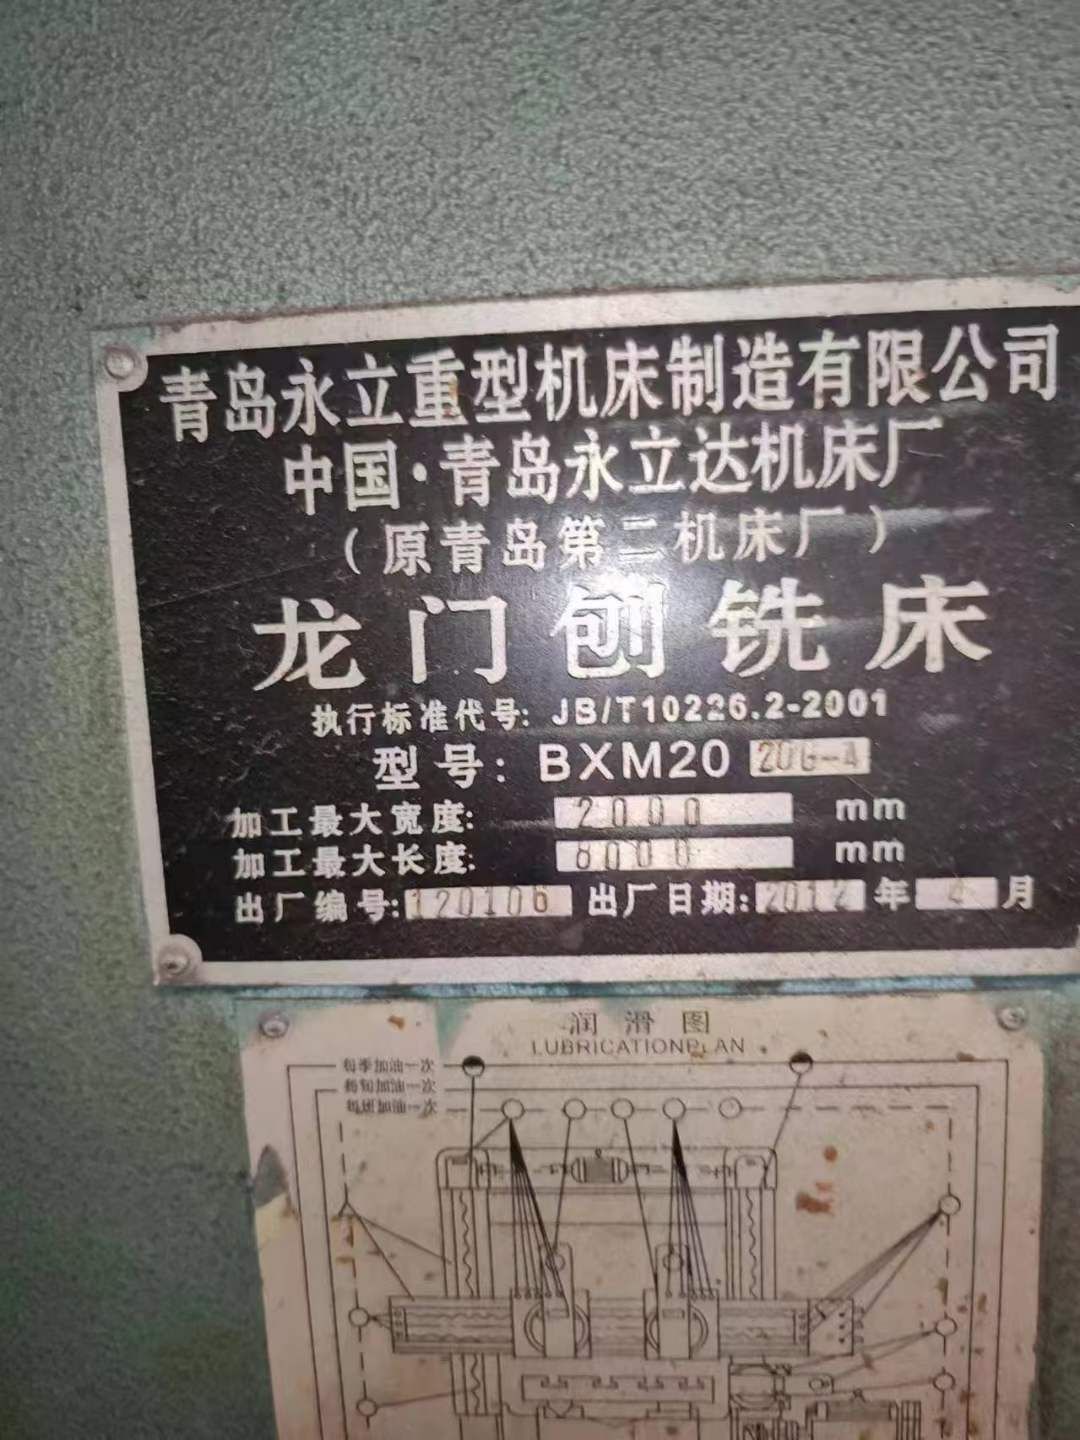 青岛永立重型机床制造有限公司
中国·青岛永立达机床厂
(原青岛第二机床厂)
龙门刨铣床
执行标准代号: JB/T10226.2-2001
型号: BXM20 20G-4
加工最大宽度: 2000 mm
加工最大长度: 8000 mm
出厂编号: 120106 出厂日期: 2012 年 4 月
润滑图
LUBRICATIONPLAN
每季加油一次
每旬加油一次
每班加油一次